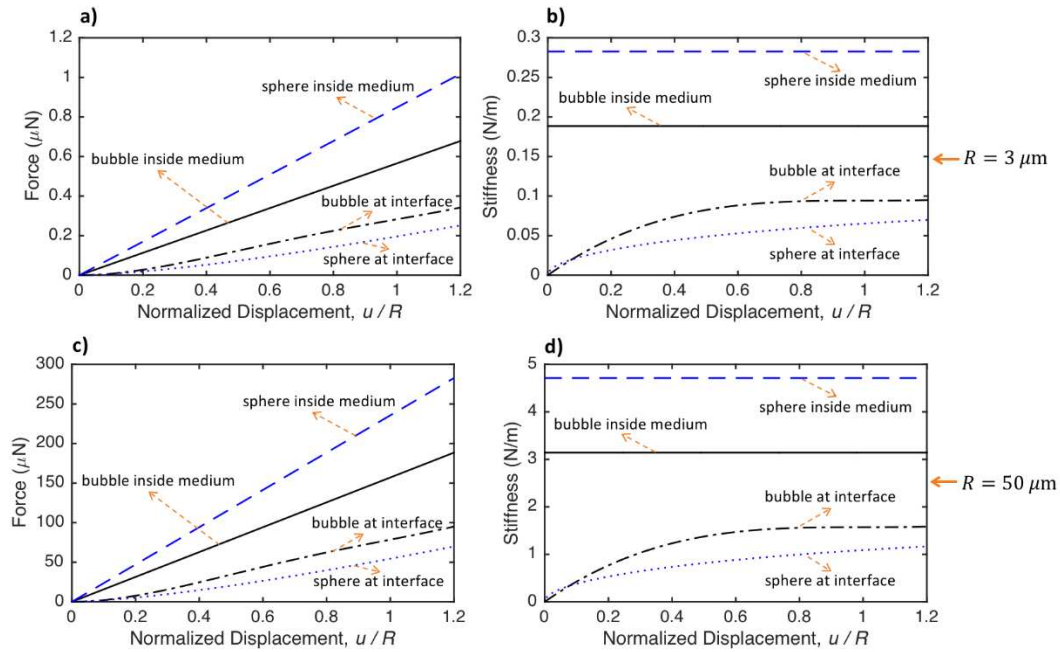 a)
Force (μN)
1.2
1
0.8
0.6
0.4
0.2
0
sphere inside medium
bubble inside medium
bubble at interface
sphere at interface
0 0.2 0.4 0.6 0.8 1 1.2
Normalized Displacement, u / R
b)
Stiffness (N/m)
0.3
0.25
0.2
0.15
0.1
0.05
0
sphere inside medium
bubble inside medium
bubble at interface
sphere at interface
0 0.2 0.4 0.6 0.8 1 1.2
Normalized Displacement, u / R
R = 3 μm
c)
Force (μN)
300
250
200
150
100
50
0
sphere inside medium
bubble inside medium
bubble at interface
sphere at interface
0 0.2 0.4 0.6 0.8 1 1.2
Normalized Displacement, u / R
d)
Stiffness (N/m)
5
4
3
2
1
0
sphere inside medium
bubble inside medium
bubble at interface
sphere at interface
0 0.2 0.4 0.6 0.8 1 1.2
Normalized Displacement, u / R
R = 50 μm